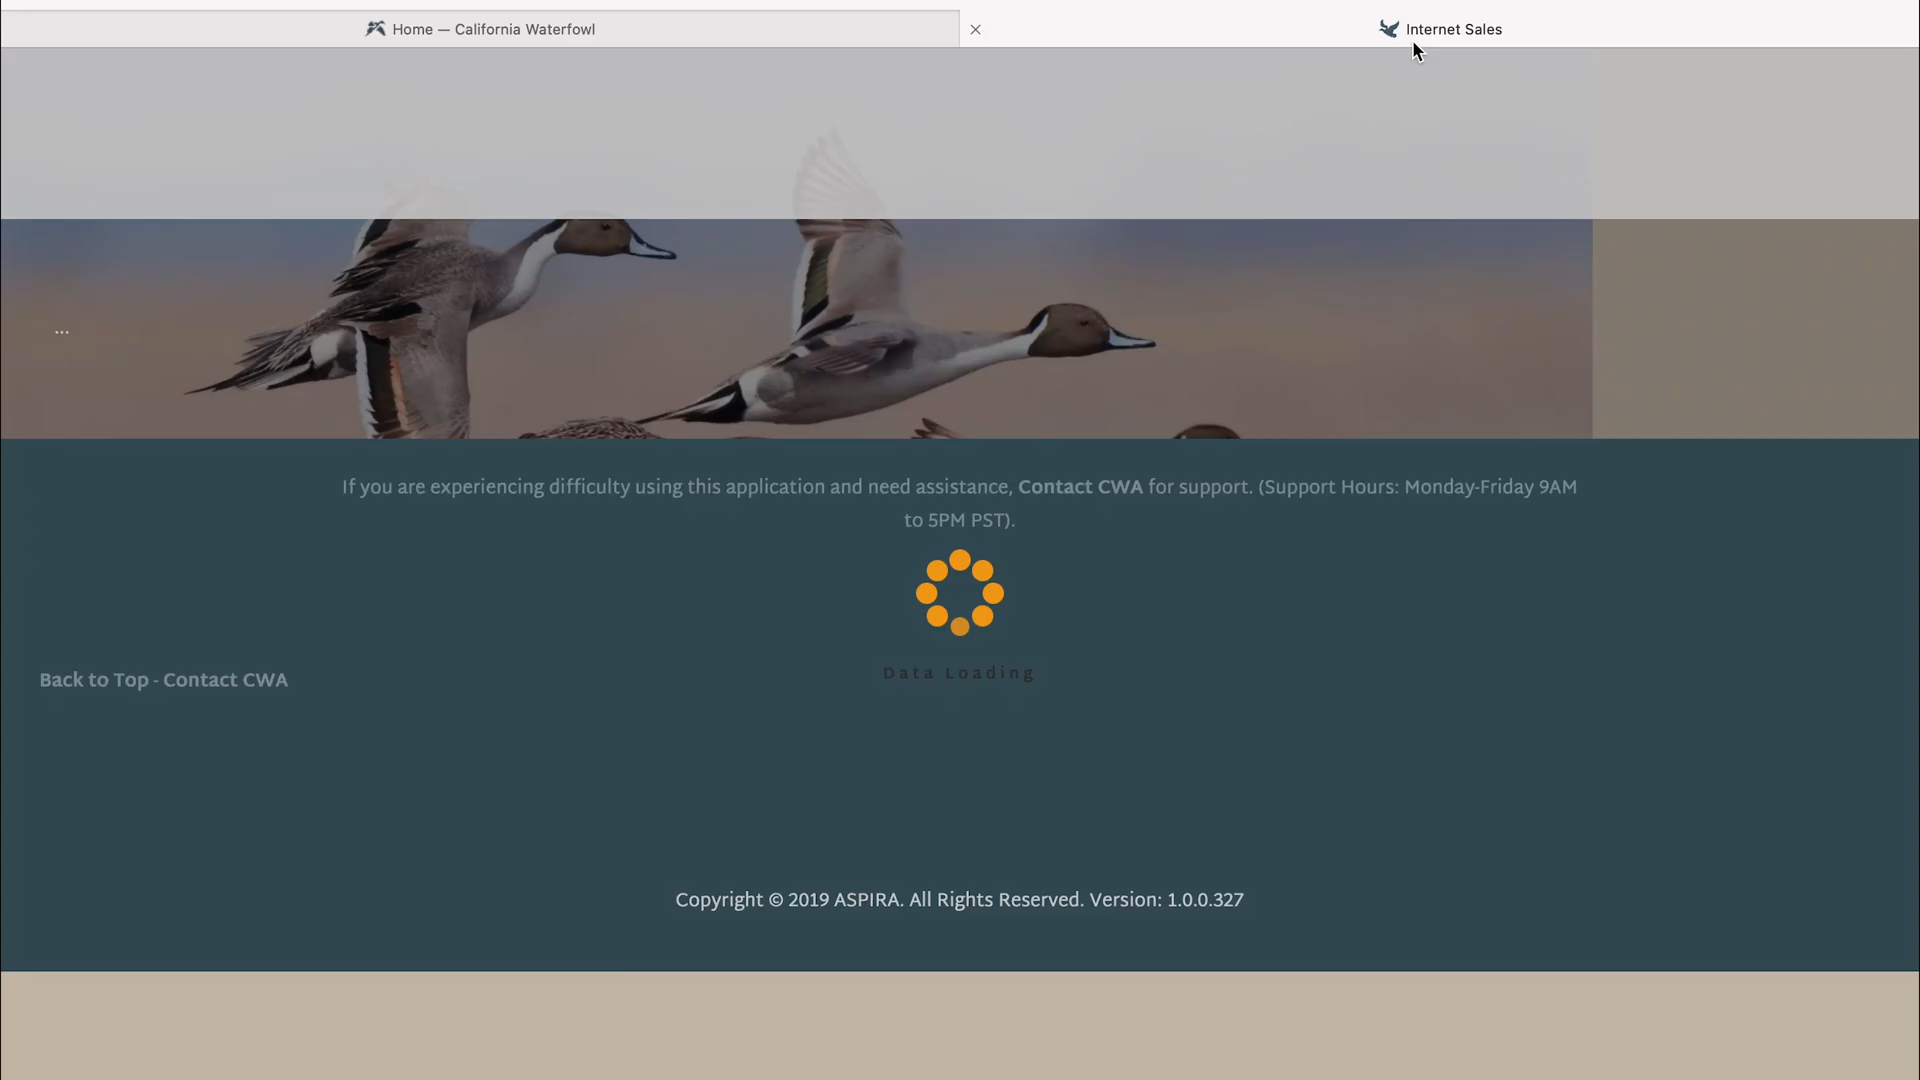 Home — California Waterfowl
Internet Sales
...
If you are experiencing difficulty using this application and need assistance, Contact CWA for support. (Support Hours: Monday-Friday 9AM
to 5PM PST).
Data Loading
Back to Top - Contact CWA
Copyright © 2019 ASPIRA. All Rights Reserved. Version: 1.0.0.327